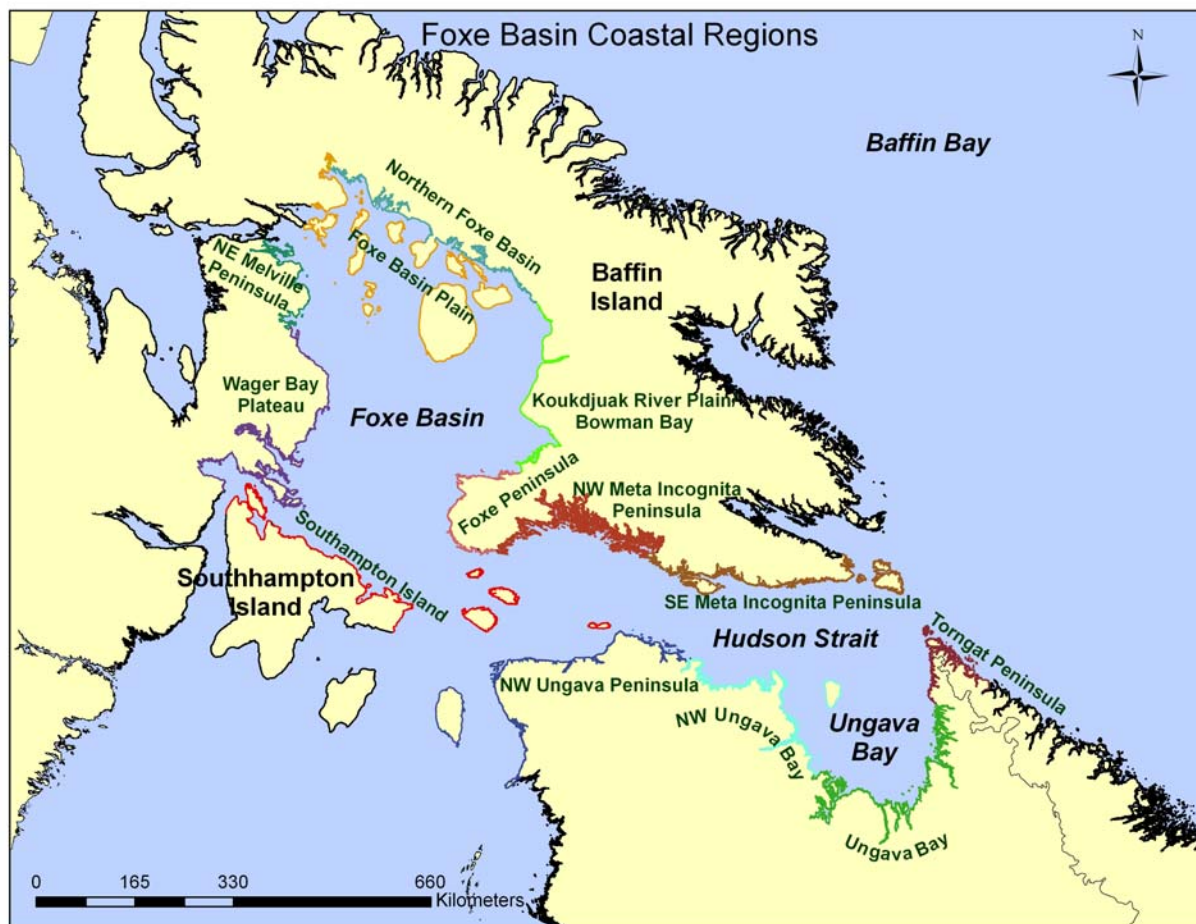 Foxe Basin Coastal Regions
N
Baffin Bay
Northern Foxe Basin
NE Melville
Peninsula
Foxe Basin Plain
Baffin
Island
Wager Bay
Plateau
Foxe Basin
Koukdjuak River Plain/
Bowman Bay
Foxe Peninsula
NW Meta Incognita
Peninsula
Southampton Island
Southhampton
Island
SE Meta Incognita Peninsula
Hudson Strait
Torngat Peninsula
NW Ungava Peninsula
NW Ungava Bay
Ungava
Bay
Ungava Bay
0 165 330 660
Kilometers